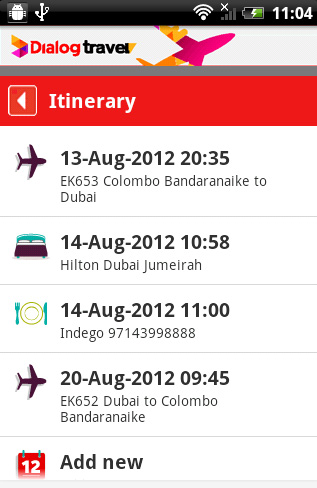 11:04
Dialog travel
Itinerary
13-Aug-2012 20:35
EK653 Colombo Bandaranaike to
Dubai
14-Aug-2012 10:58
Hilton Dubai Jumeirah
14-Aug-2012 11:00
Indego 97143998888
20-Aug-2012 09:45
EK652 Dubai to Colombo
Bandaranaike
12
Add new